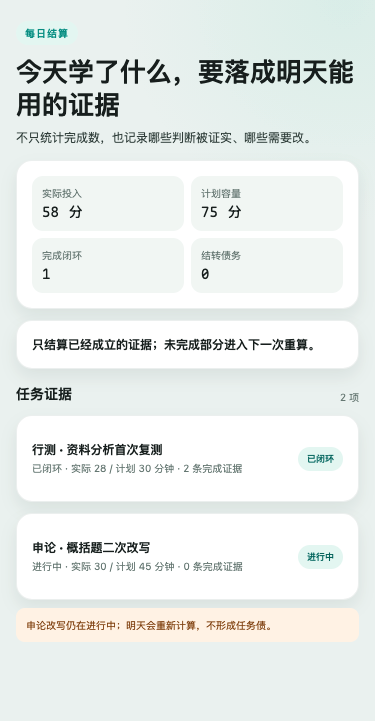 每日结算
今天学了什么，要落成明天能
用的证据
不只统计完成数，也记录哪些判断被证实、哪些需要改。
实际投入
58 分
计划容量
75 分
完成闭环
1
结转债务
0
只结算已经成立的证据；未完成部分进入下一次重算。
任务证据
2 项
行测 · 资料分析首次复测
已闭环 · 实际 28 / 计划 30 分钟 · 2 条完成证据
已闭环
申论 · 概括题二次改写
进行中 · 实际 30 / 计划 45 分钟 · 0 条完成证据
进行中
申论改写仍在进行中；明天会重新计算，不形成任务债。